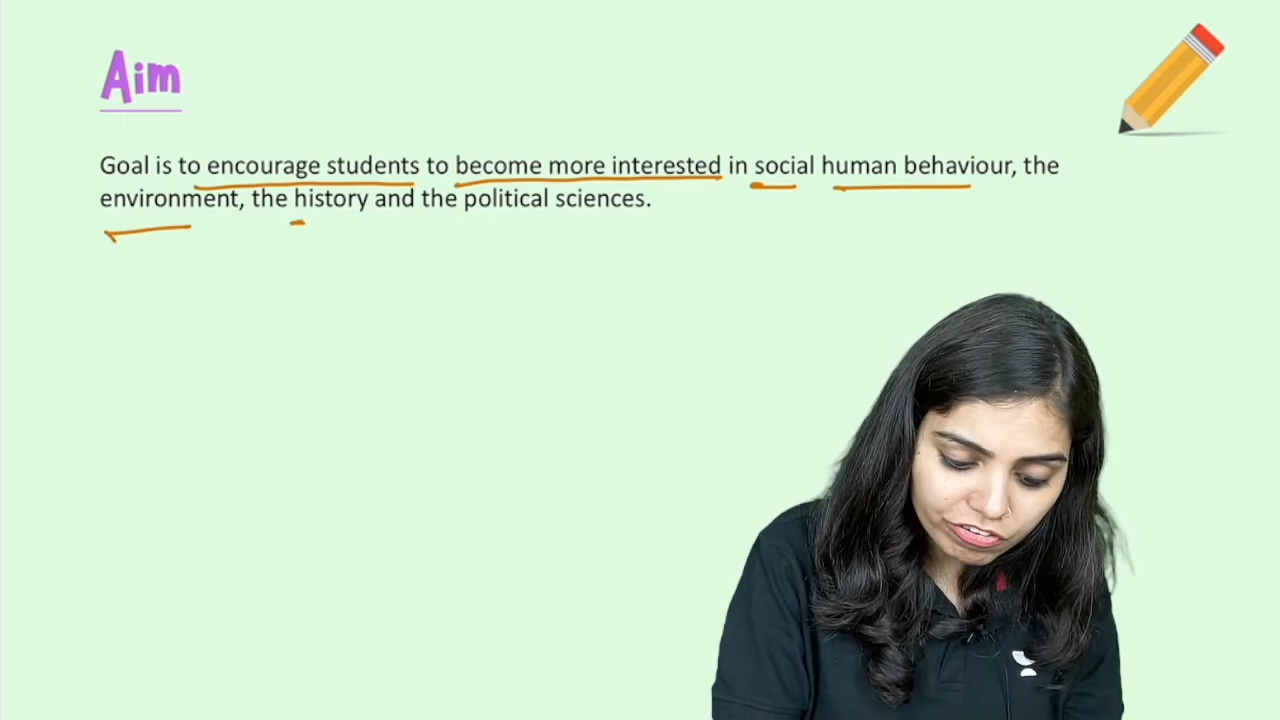 Aim
Goal is to encourage students to become more interested in social human behaviour, the
environment, the history and the political sciences.